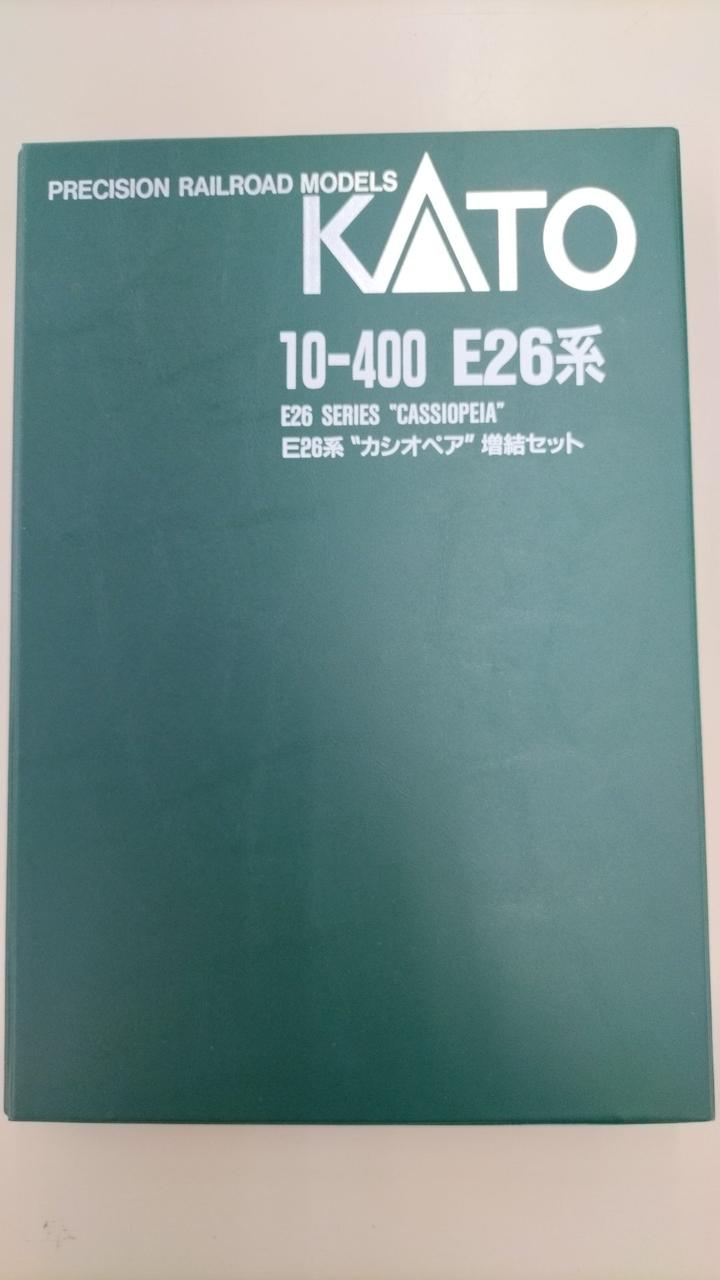 PRECISION RAILROAD MODELS
KATO
10-400 E26系
E26 SERIES "CASSIOPEIA"
E26系 "カシオペア" 増結セット